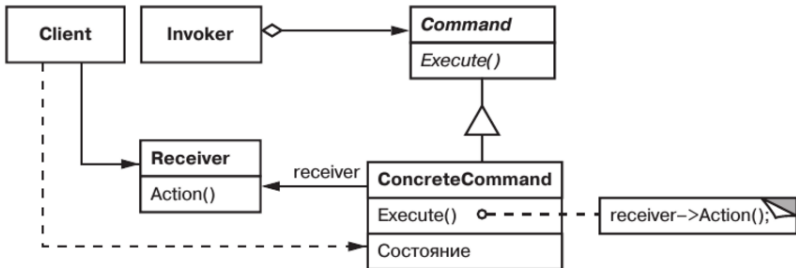 Client
Invoker
Command
Execute()
Receiver
Action()
receiver
ConcreteCommand
Execute()
receiver->Action();
Состояние